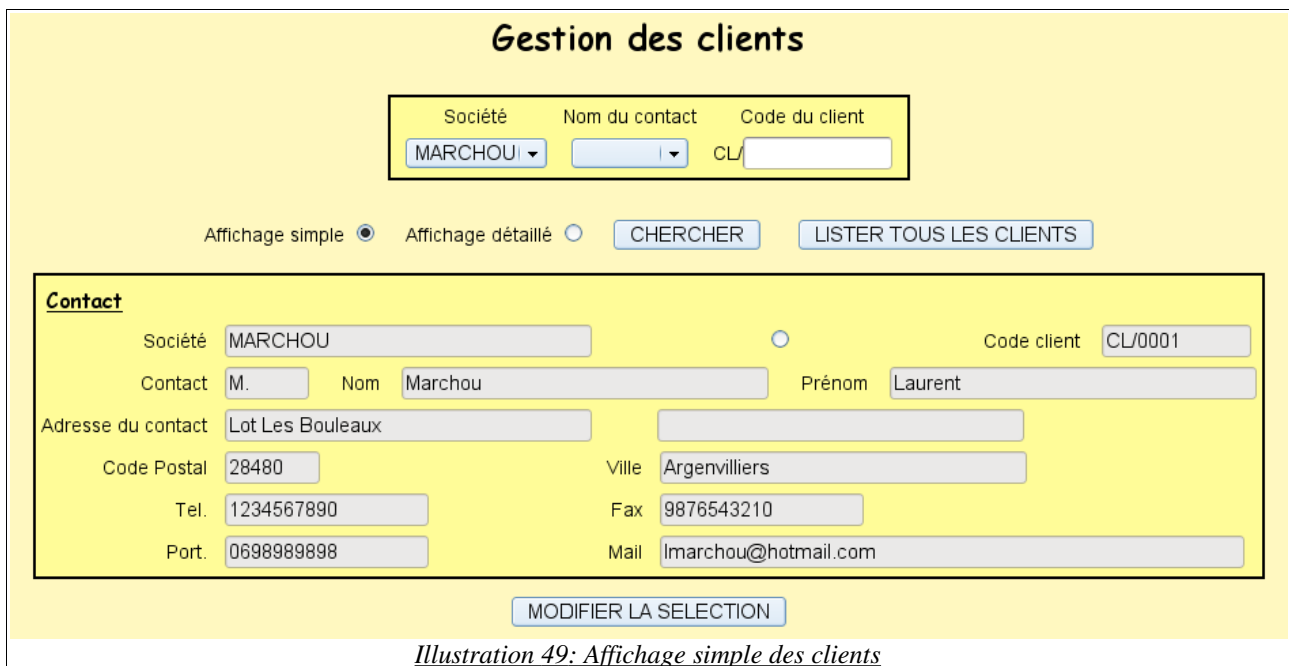 Gestion des clients
Société Nom du contact Code du client
MARCHOU CL/
Affichage simple Affichage détaillé CHERCHER LISTER TOUS LES CLIENTS
Contact
Société MARCHOU Code client CL/0001
Contact M. Nom Marchou Prénom Laurent
Adresse du contact Lot Les Bouleaux
Code Postal 28480 Ville Argenvilliers
Tel. 1234567890 Fax 9876543210
Port. 0698989898 Mail lmarchou@hotmail.com
MODIFIER LA SELECTION
Illustration 49: Affichage simple des clients